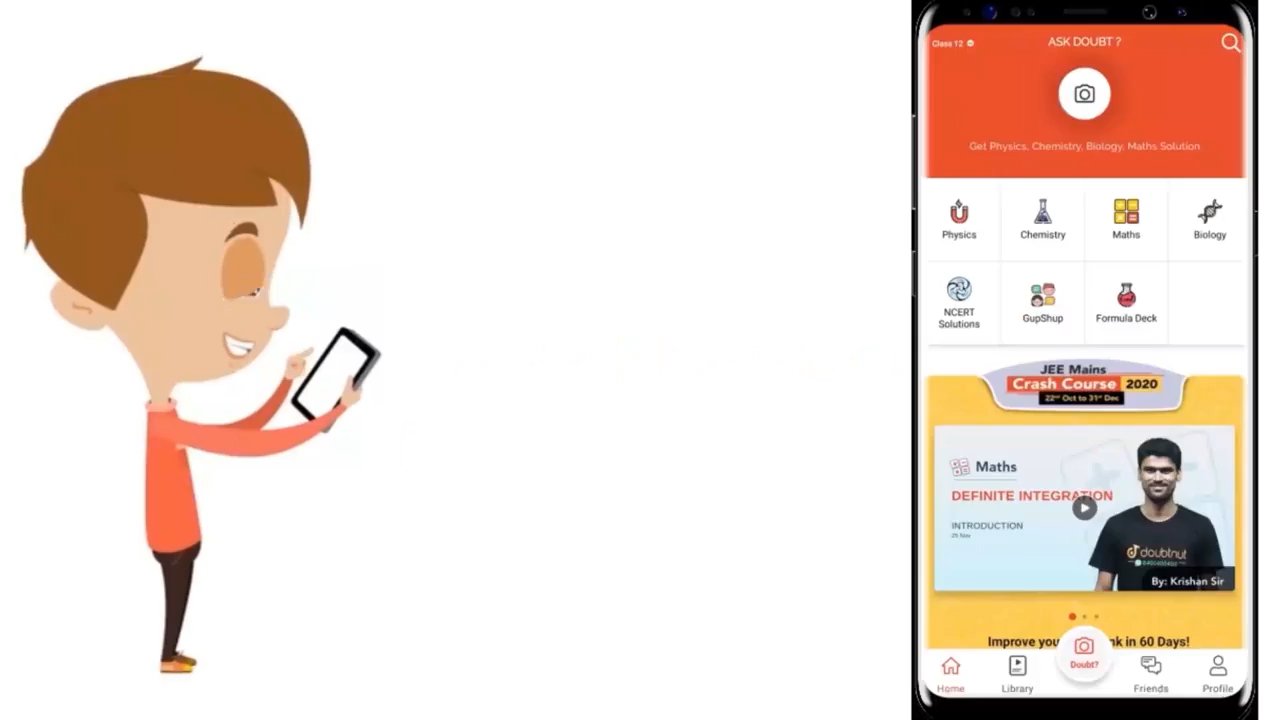 Class 12
ASK DOUBT ?
Get Physics, Chemistry, Biology, Maths Solution
Physics
Chemistry
Maths
Biology
NCERT
Solutions
GupShup
Formula Deck
JEE Mains
Crash Course 2020
22nd Oct to 31st Dec
Maths
DEFINITE INTEGRATION
INTRODUCTION
doubtnut
By: Krishan Sir
Improve you nk in 60 Days!
Doubt?
Home
Library
Friends
Profile